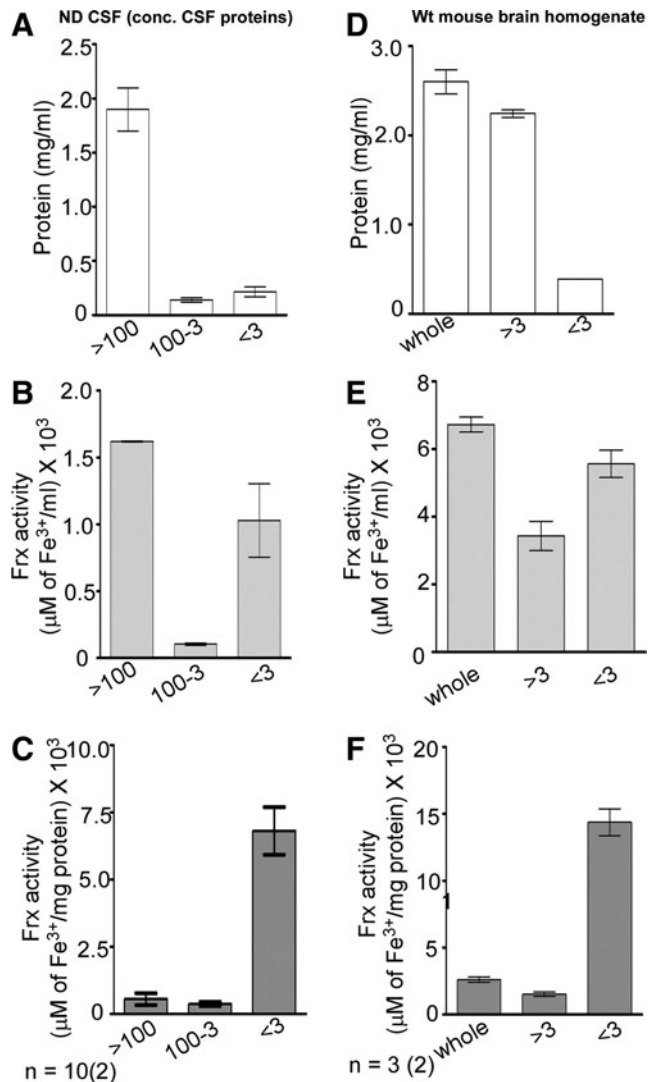 A
ND CSF (conc. CSF proteins)
Protein (mg/ml)
2.5
2.0
1.5
1.0
0.5
0
>100
100-3
<3
D
Wt mouse brain homogenate
Protein (mg/ml)
3.0
2.0
1.0
0
whole
>3
<3
B
Frx activity
(µM of Fe³⁺/ml) X 10³
2.0
1.5
1.0
0.5
0
>100
100-3
<3
E
Frx activity
(µM of Fe³⁺/ml) X 10³
8
6
4
2
0
whole
>3
<3
C
Frx activity
(µM of Fe³⁺/mg protein) X 10³
10.0
7.5
5.0
2.5
0
>100
100-3
<3
n = 10(2)
F
Frx activity
(µM of Fe³⁺/mg protein) X 10³
20
15
10
5
0
1
whole
>3
<3
n = 3 (2)